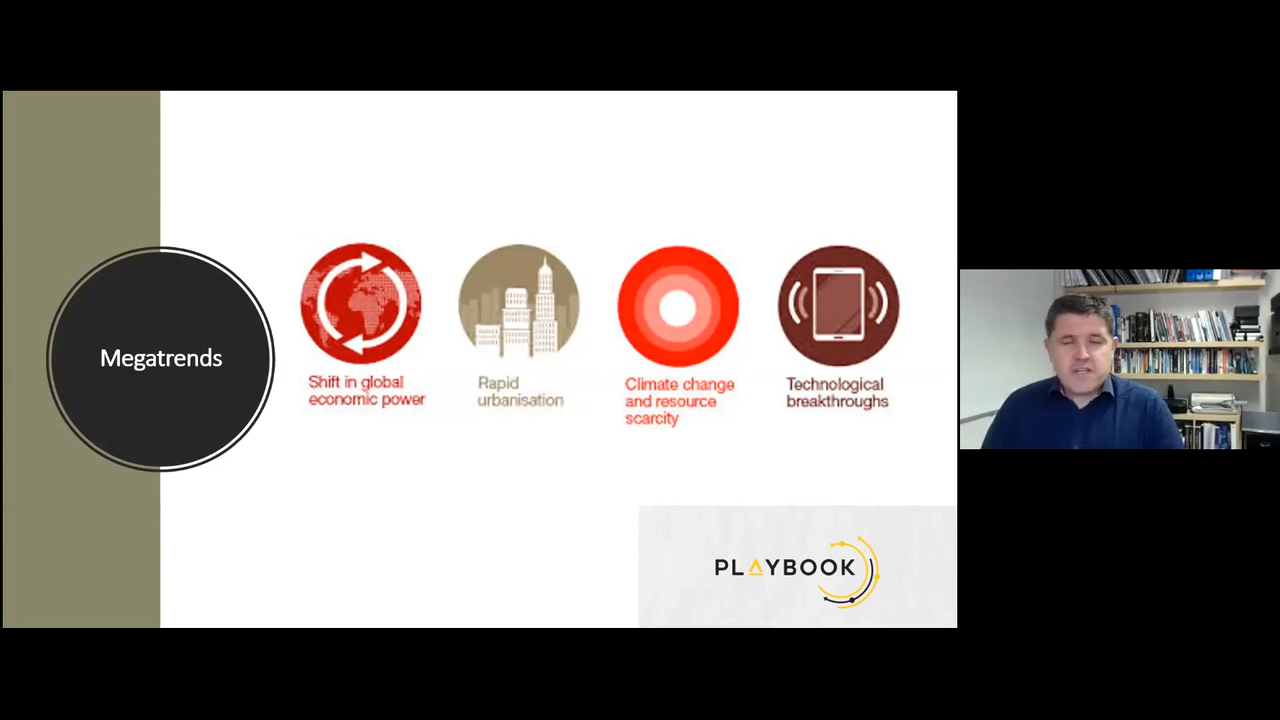 Megatrends
Shift in global
economic power
Rapid
urbanisation
Climate change
and resource
scarcity
Technological
breakthroughs
PLAYBOOK